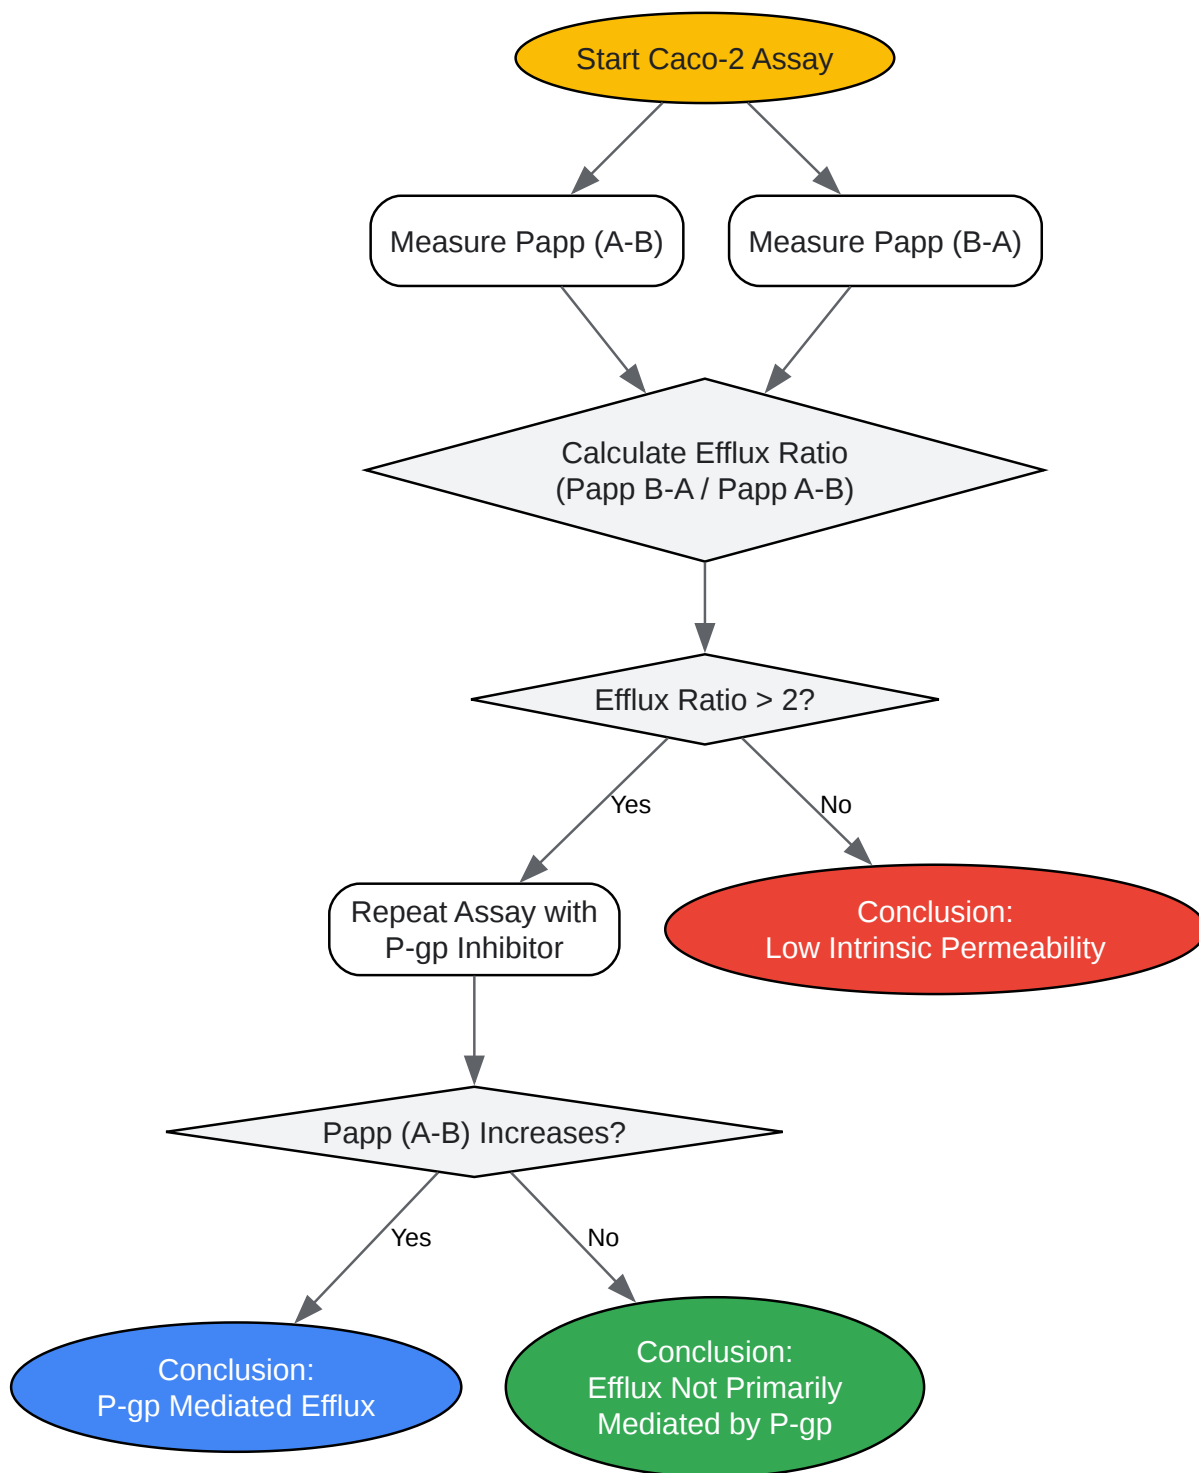 Start Caco-2 Assay
Measure Papp (A-B)
Measure Papp (B-A)
Calculate Efflux Ratio
(Papp B-A / Papp A-B)
Efflux Ratio > 2?
Yes
No
Repeat Assay with
P-gp Inhibitor
Conclusion:
Low Intrinsic Permeability
Papp (A-B) Increases?
Yes
No
Conclusion:
P-gp Mediated Efflux
Conclusion:
Efflux Not Primarily
Mediated by P-gp